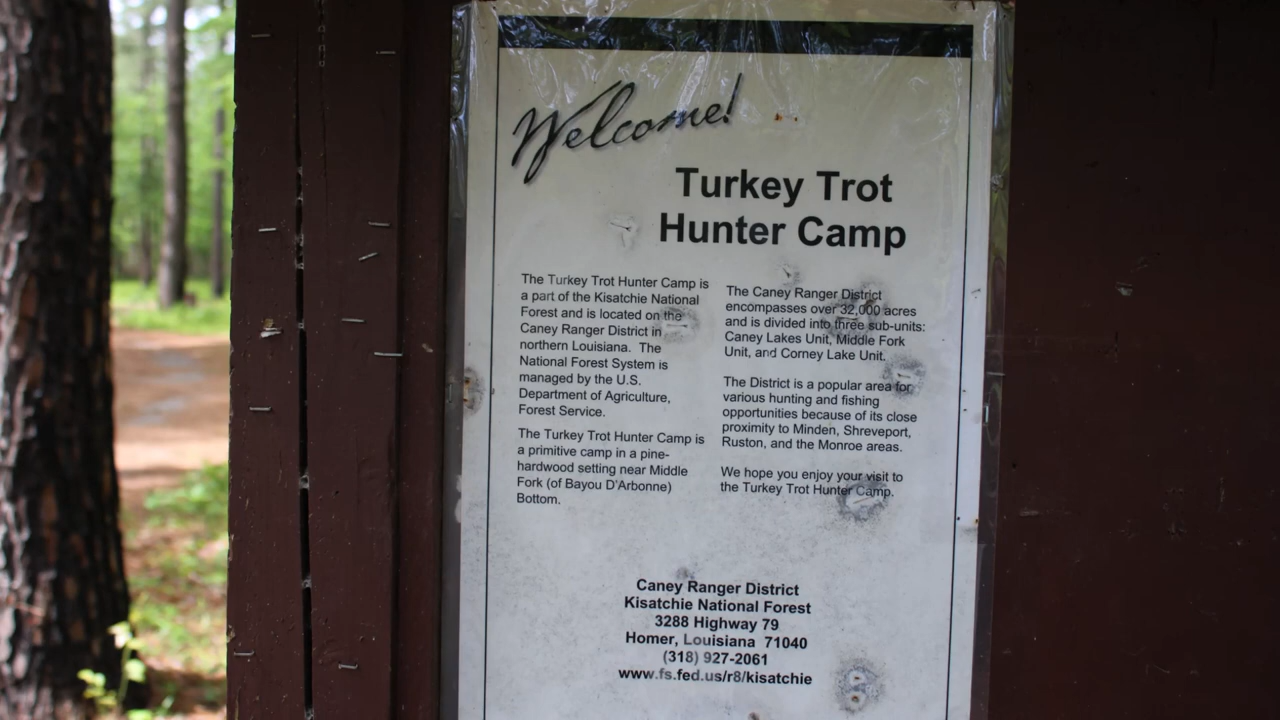 Welcome!
Turkey Trot
Hunter Camp
The Turkey Trot Hunter Camp is
a part of the Kisatchie National
Forest and is located on the
Caney Ranger District in
northern Louisiana. The
National Forest System is
managed by the U.S.
Department of Agriculture,
Forest Service.
The Turkey Trot Hunter Camp is
a primitive camp in a pine-
hardwood setting near Middle
Fork (of Bayou D'Arbonne)
Bottom.
The Caney Ranger District
encompasses over 32,000 acres
and is divided into three sub-units:
Caney Lakes Unit, Middle Fork
Unit, and Corney Lake Unit.
The District is a popular area for
various hunting and fishing
opportunities because of its close
proximity to Minden, Shreveport,
Ruston, and the Monroe areas.
We hope you enjoy your visit to
the Turkey Trot Hunter Camp.
Caney Ranger District
Kisatchie National Forest
3288 Highway 79
Homer, Louisiana 71040
(318) 927-2061
www.fs.fed.us/r8/kisatchie